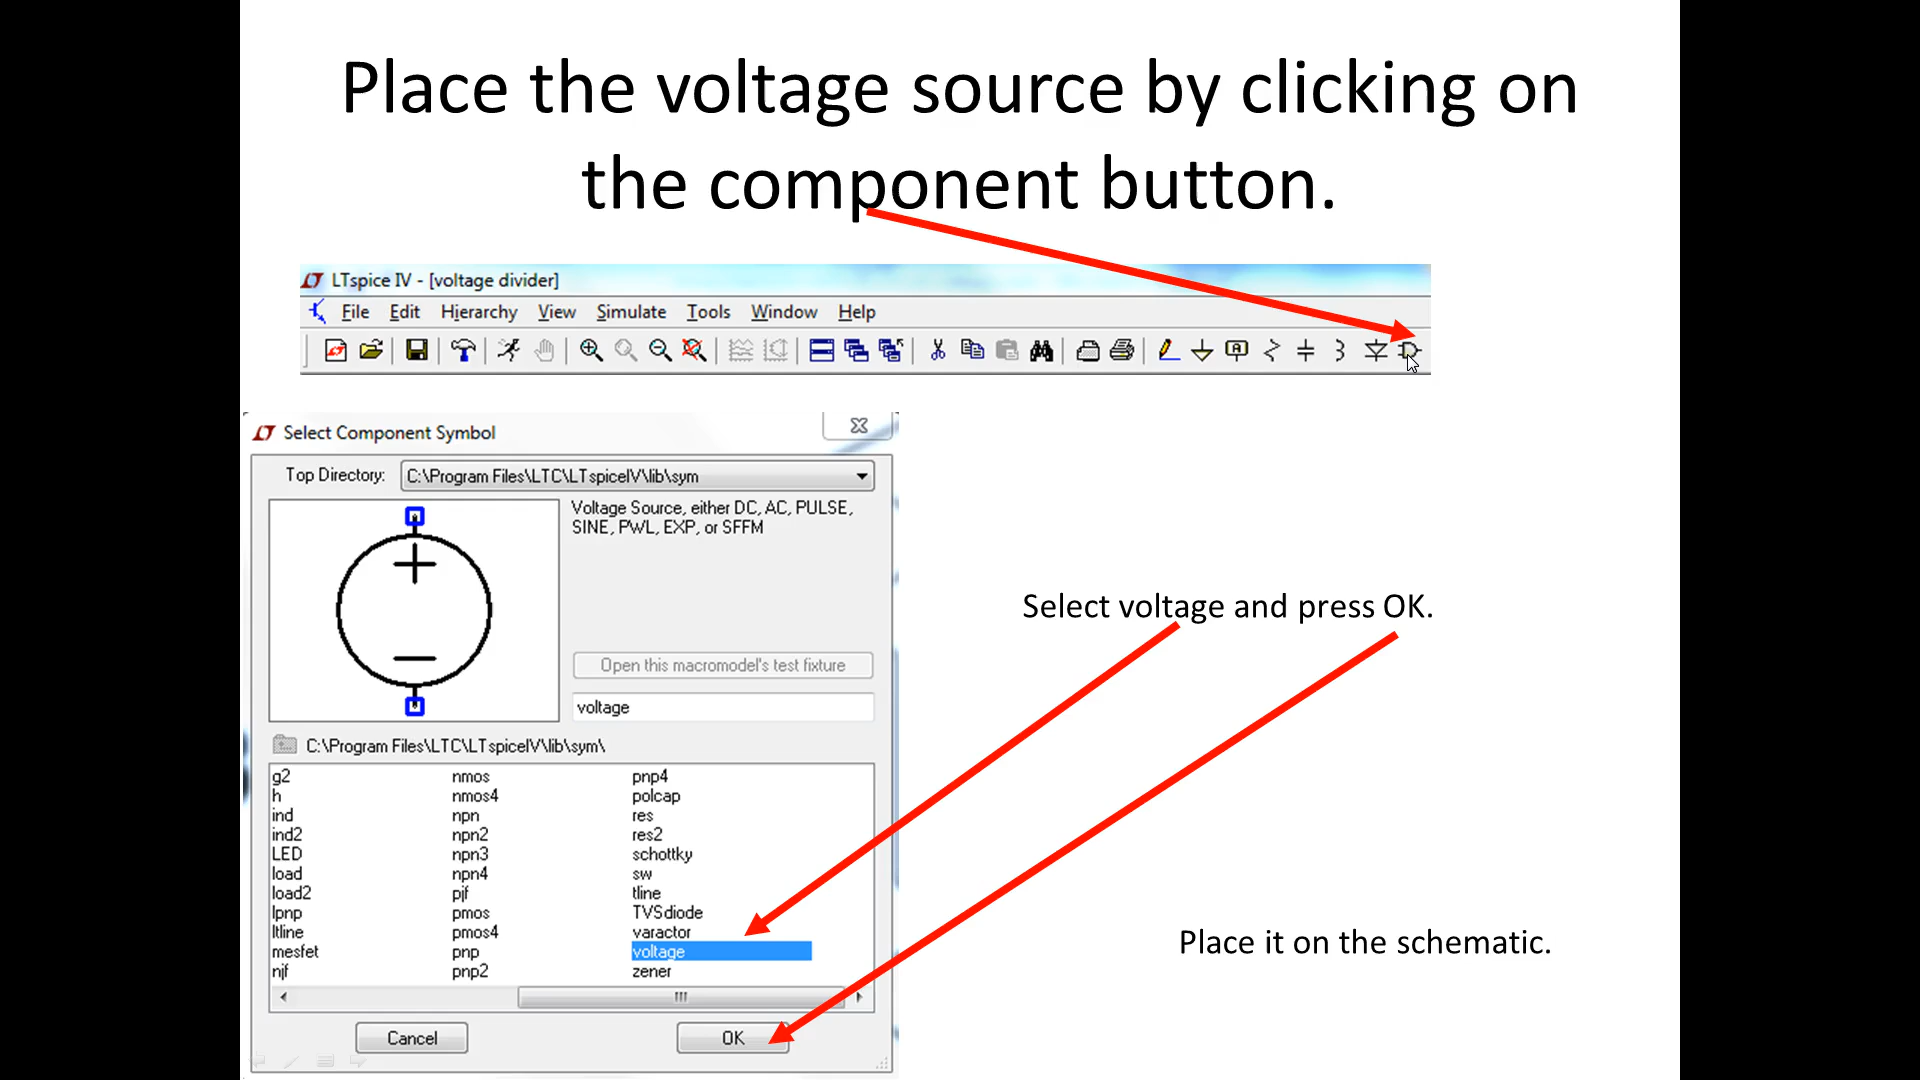 Place the voltage source by clicking on
the component button.
LTspice IV - [voltage divider]
File Edit Hierarchy View Simulate Tools Window Help
Select Component Symbol
Top Directory: C:\Program Files\LTC\LTspiceIV\lib\sym
Voltage Source, either DC, AC, PULSE,
SINE, PWL, EXP, or SFFM
Open this macromodel's test fixture
voltage
C:\Program Files\LTC\LTspiceIV\lib\sym\
g2 nmos pnp4
h nmos4 polcap
ind npn res
ind2 npn2 res2
LED npn3 schottky
load npn4 sw
load2 pjf tline
lpnp pmos TVSdiode
ltline pmos4 varactor
mesfet pnp voltage
njf pnp2 zener
Cancel OK
Select voltage and press OK.
Place it on the schematic.